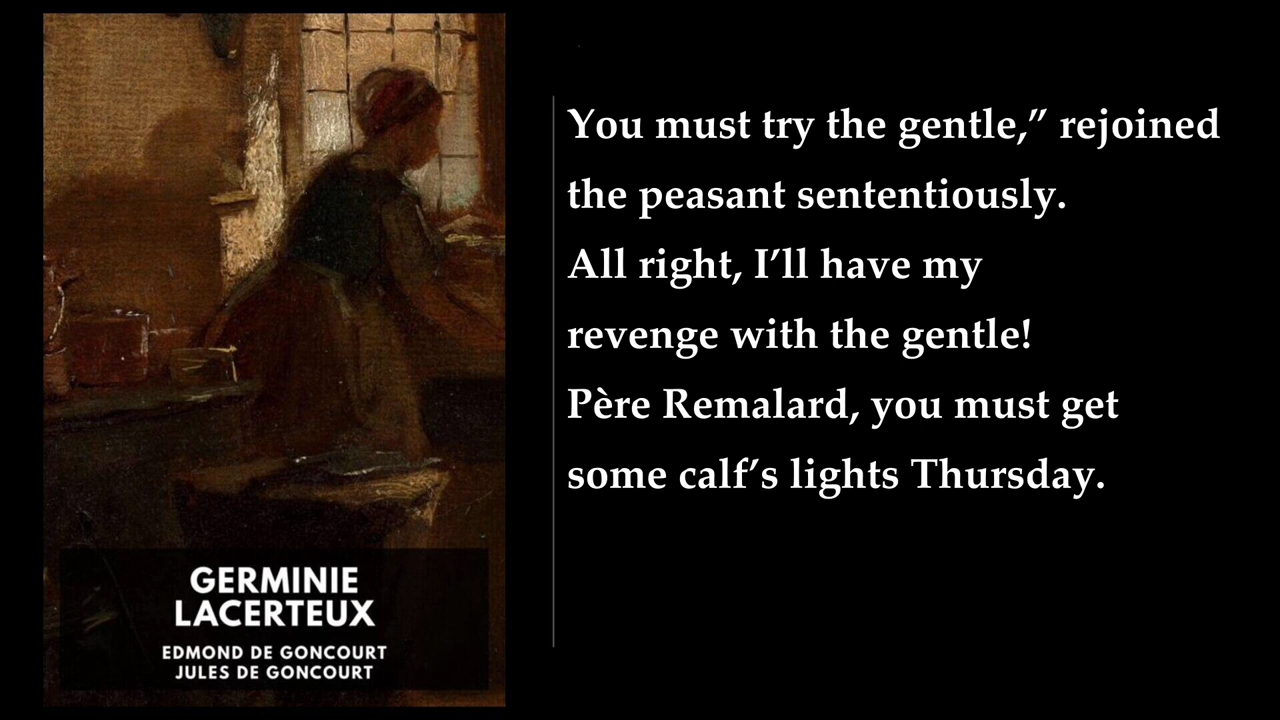 You must try the gentle,” rejoined
the peasant sententiously.
All right, I’ll have my
revenge with the gentle!
Père Remalard, you must get
some calf’s lights Thursday.
GERMINIE
LACERTEUX
EDMOND DE GONCOURT
JULES DE GONCOURT